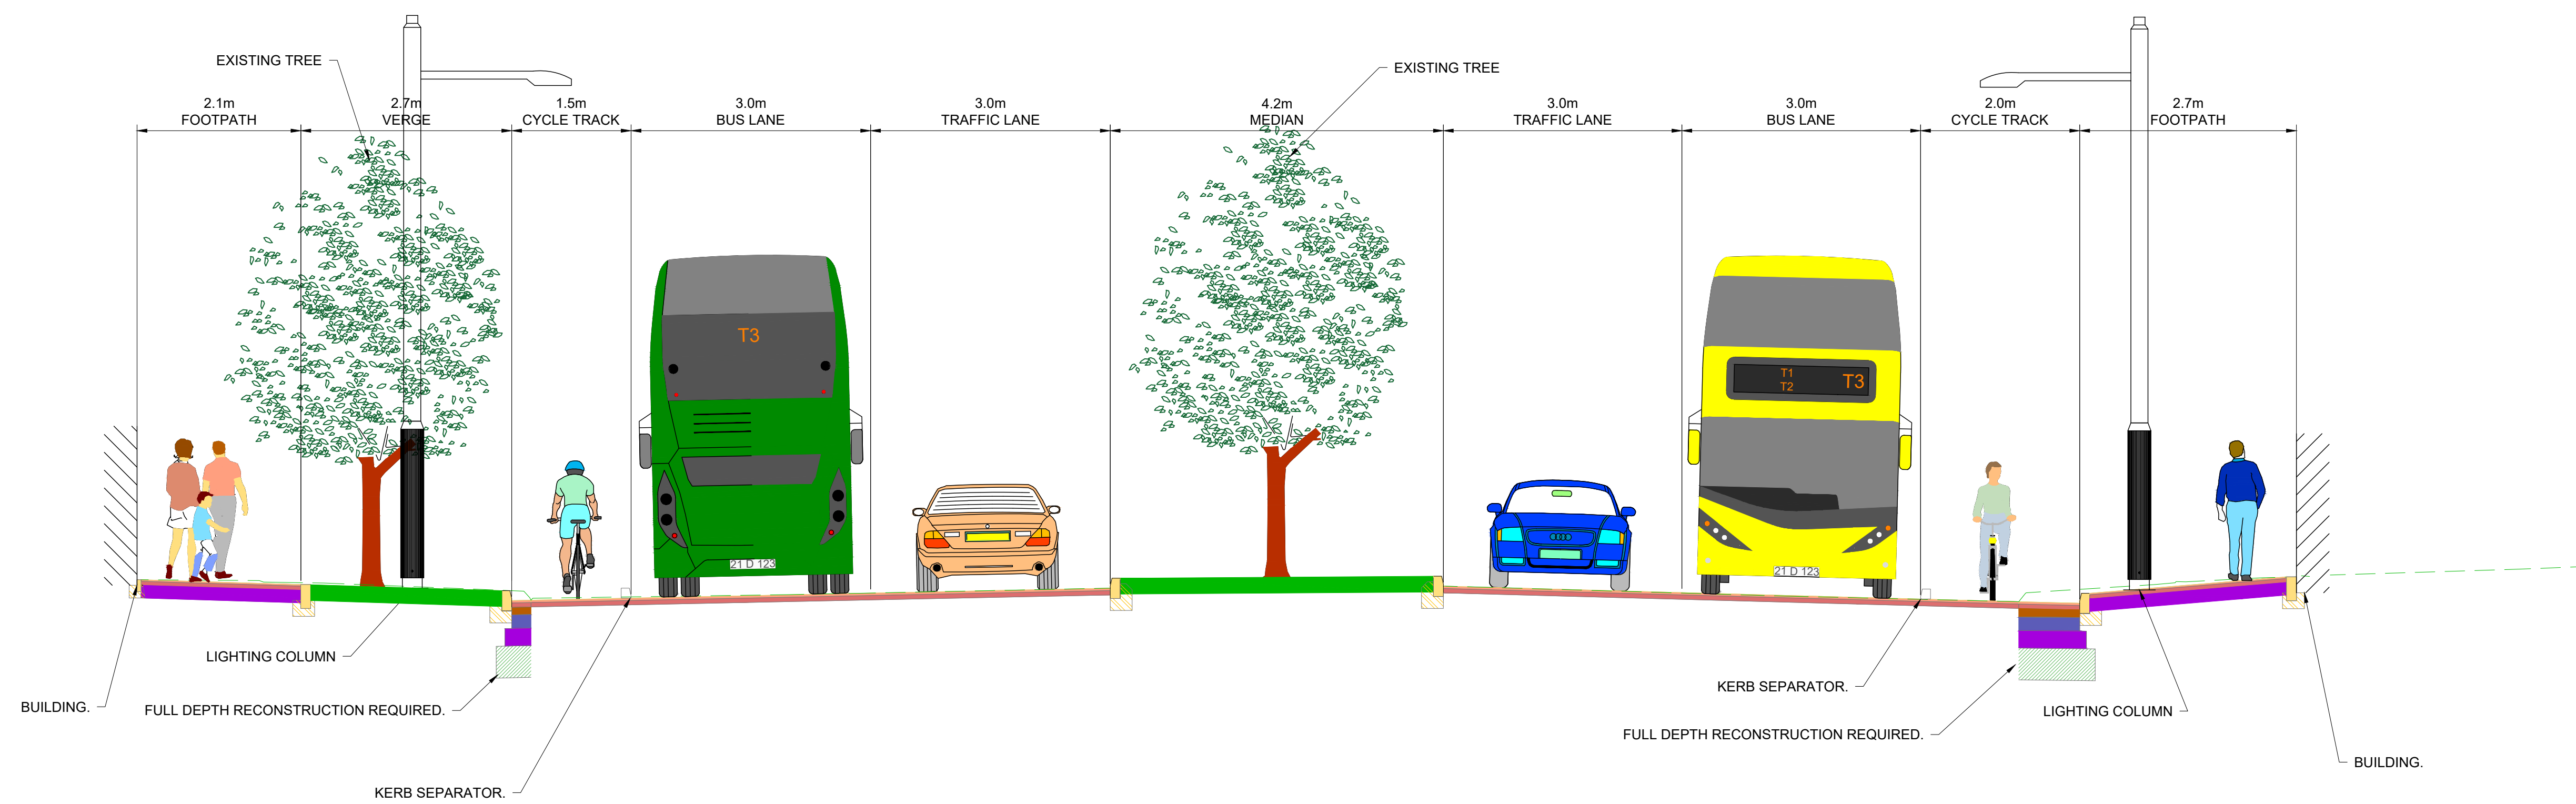 EXISTING TREE
EXISTING TREE
2.1m
FOOTPATH
2.7m
VERGE
1.5m
CYCLE TRACK
3.0m
BUS LANE
3.0m
TRAFFIC LANE
4.2m
MEDIAN
3.0m
TRAFFIC LANE
3.0m
BUS LANE
2.0m
CYCLE TRACK
2.7m
FOOTPATH
T3
T1
T2
T3
21 D 123
21 D 123
LIGHTING COLUMN
BUILDING.
FULL DEPTH RECONSTRUCTION REQUIRED.
KERB SEPARATOR.
KERB SEPARATOR.
LIGHTING COLUMN
FULL DEPTH RECONSTRUCTION REQUIRED.
BUILDING.